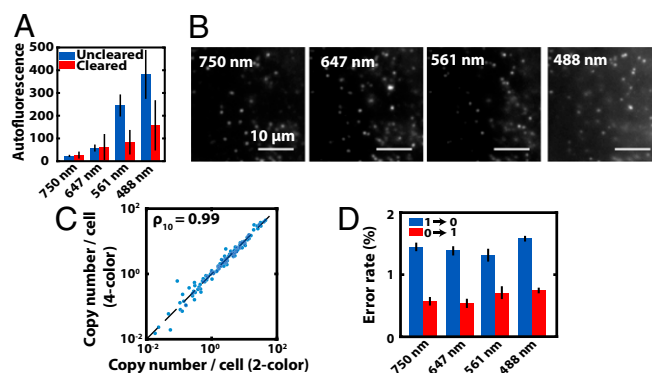 A
Autofluorescence
500
400
300
200
100
0
Uncleared
Cleared
750 nm
647 nm
561 nm
488 nm
B
750 nm
647 nm
561 nm
488 nm
10 μm
C
Copy number / cell
(4-color)
10²
10⁰
10⁻²
ρ₁₀ = 0.99
10⁻²
10⁰
10²
Copy number / cell (2-color)
D
Error rate (%)
2
1
0
1→0
0→1
750 nm
647 nm
561 nm
488 nm